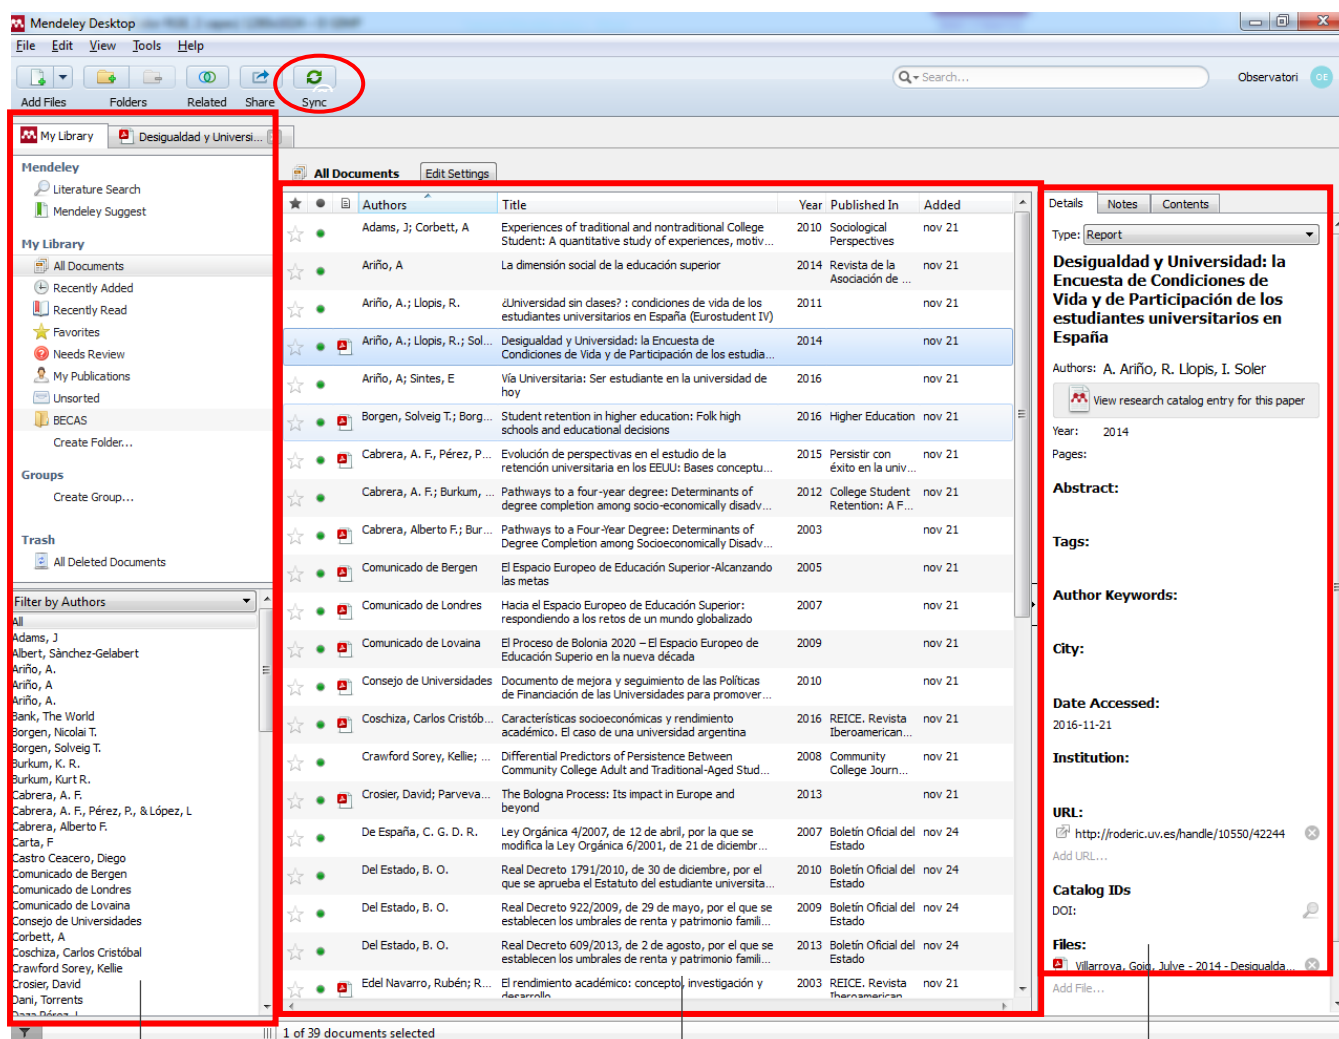 Mendeley Desktop
File Edit View Tools Help
Search...
Observatori OE
Add Files Folders Related Share Sync
My Library Desigualdad y Universi...
Mendeley
Literature Search
Mendeley Suggest
My Library
All Documents
Recently Added
Recently Read
Favorites
Needs Review
My Publications
Unsorted
BECAS
Create Folder...
Groups
Create Group...
Trash
All Deleted Documents
Filter by Authors
All
Adams, J
Albert, Sànchez-Gelabert
Ariño, A.
Ariño, A
Ariño, A.
Bank, The World
Borgen, Nicolai T.
Borgen, Solveig T.
Burkum, K. R.
Burkum, Kurt R.
Cabrera, A. F.
Cabrera, A. F., Pérez, P., & López, L
Cabrera, Alberto F.
Carta, F
Castro Ceacero, Diego
Comunicado de Bergen
Comunicado de Londres
Comunicado de Lovaina
Consejo de Universidades
Corbett, A
Coschiza, Carlos Cristóbal
Crawford Sorey, Kellie
Crosier, David
Dani, Torrents
All Documents Edit Settings
Authors Title Year Published In Added
Adams, J; Corbett, A Experiences of traditional and nontraditional College 2010 Sociological nov 21
Student: A quantitative study of experiences, motiv... Perspectives
Ariño, A La dimensión social de la educación superior 2014 Revista de la nov 21
Asociación de ...
Ariño, A.; Llopis, R. ¿Universidad sin clases? : condiciones de vida de los 2011 nov 21
estudiantes universitarios en España (Eurostudent IV)
Ariño, A.; Llopis, R.; Sol... Desigualdad y Universidad: la Encuesta de 2014 nov 21
Condiciones de Vida y de Participación de los estudia...
Ariño, A; Sintes, E Vía Universitaria: Ser estudiante en la universidad de 2016 nov 21
hoy
Borgen, Solveig T.; Borg... Student retention in higher education: Folk high 2016 Higher Education nov 21
schools and educational decisions
Cabrera, A. F., Pérez, P... Evolución de perspectivas en el estudio de la 2015 Persistir con nov 21
retención universitaria en los EEUU: Bases conceptu... éxito en la univ...
Cabrera, A. F.; Burkum, ... Pathways to a four-year degree: Determinants of 2012 College Student nov 21
degree completion among socio-economically disadv... Retention: A F...
Cabrera, Alberto F.; Bur... Pathways to a Four-Year Degree: Determinants of 2003 nov 21
Degree Completion among Socioeconomically Disadv...
Comunicado de Bergen El Espacio Europeo de Educación Superior-Alcanzando 2005 nov 21
las metas
Comunicado de Londres Hacia el Espacio Europeo de Educación Superior: 2007 nov 21
respondiendo a los retos de un mundo globalizado
Comunicado de Lovaina El Proceso de Bolonia 2020 – El Espacio Europeo de 2009 nov 21
Educación Superio en la nueva década
Consejo de Universidades Documento de mejora y seguimiento de las Políticas 2010 nov 21
de Financiación de las Universidades para promover...
Coschiza, Carlos Cristób... Características socioeconómicas y rendimiento 2016 REICE. Revista nov 21
académico. El caso de una universidad argentina Iberoamerican...
Crawford Sorey, Kellie; ... Differential Predictors of Persistence Between 2008 Community nov 21
Community College Adult and Traditional-Aged Stud... College Journ...
Crosier, David; Parveva... The Bologna Process: Its impact in Europe and 2013 nov 21
beyond
De España, C. G. D. R. Ley Orgánica 4/2007, de 12 de abril, por la que se 2007 Boletín Oficial del nov 24
modifica la Ley Orgánica 6/2001, de 21 de diciembr... Estado
Del Estado, B. O. Real Decreto 1791/2010, de 30 de diciembre, por el 2010 Boletín Oficial del nov 24
que se aprueba el Estatuto del estudiante universita... Estado
Del Estado, B. O. Real Decreto 922/2009, de 29 de mayo, por el que se 2009 Boletín Oficial del nov 24
establecen los umbrales de renta y patrimonio famili... Estado
Del Estado, B. O. Real Decreto 609/2013, de 2 de agosto, por el que se 2013 Boletín Oficial del nov 24
establecen los umbrales de renta y patrimonio famili... Estado
Edel Navarro, Rubén; R... El rendimiento académico: concepto, investigación y 2003 REICE. Revista nov 21
desarrollo Iberoamerican
1 of 39 documents selected
Details Notes Contents
Type: Report
Desigualdad y Universidad: la
Encuesta de Condiciones de
Vida y de Participación de los
estudiantes universitarios en
España
Authors: A. Ariño, R. Llopis, I. Soler
View research catalog entry for this paper
Year: 2014
Pages:
Abstract:
Tags:
Author Keywords:
City:
Date Accessed:
2016-11-21
Institution:
URL:
http://roderic.uv.es/handle/10550/42244
Add URL...
Catalog IDs
DOI:
Files:
Villarroya, Goig, Julve - 2014 - Desigualda...
Add File...